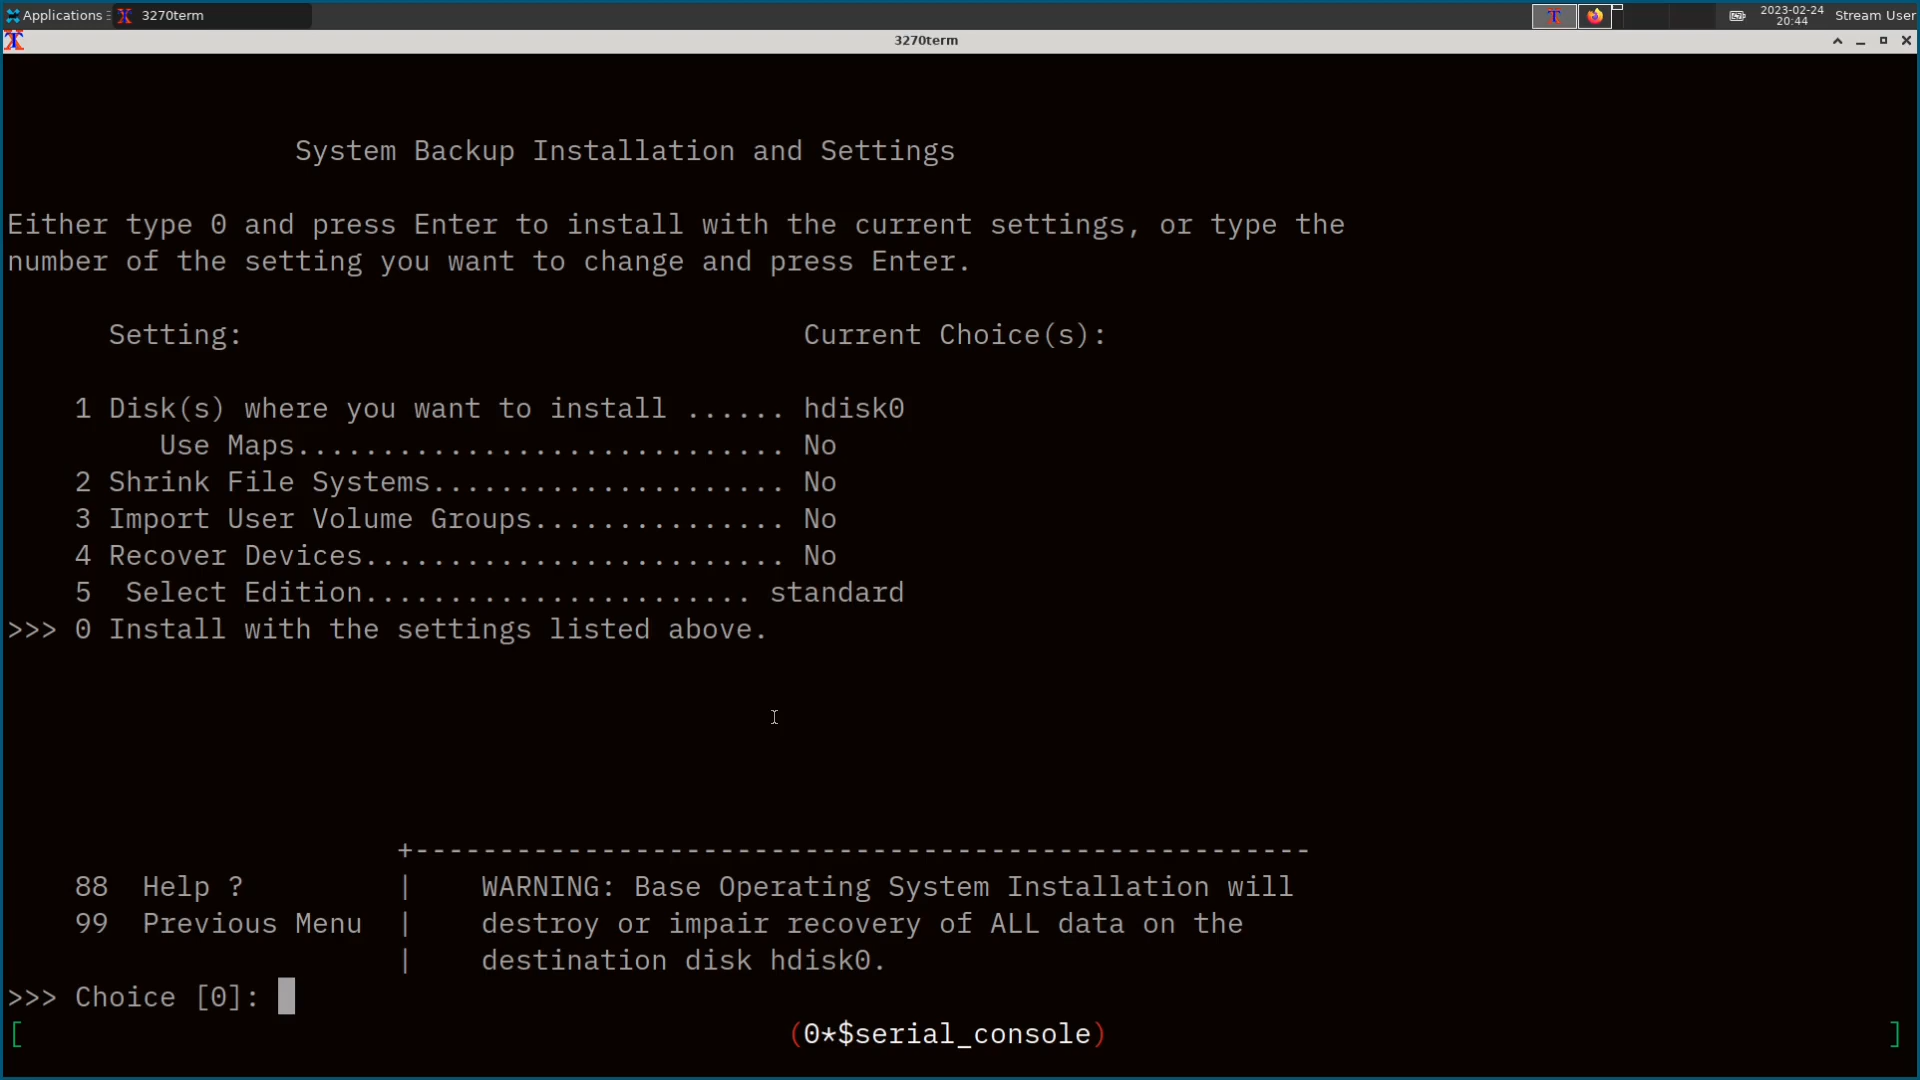 Applications 3270term 2023-02-24 20:44 Stream User
3270term
System Backup Installation and Settings
Either type 0 and press Enter to install with the current settings, or type the
number of the setting you want to change and press Enter.
Setting: Current Choice(s):
1 Disk(s) where you want to install ...... hdisk0
Use Maps............................. No
2 Shrink File Systems..................... No
3 Import User Volume Groups............... No
4 Recover Devices......................... No
5 Select Edition....................... standard
>>> 0 Install with the settings listed above.
+-----------------------------------------------------
88 Help ? | WARNING: Base Operating System Installation will
99 Previous Menu | destroy or impair recovery of ALL data on the
| destination disk hdisk0.
>>> Choice [0]:
[ (0*$serial_console) ]